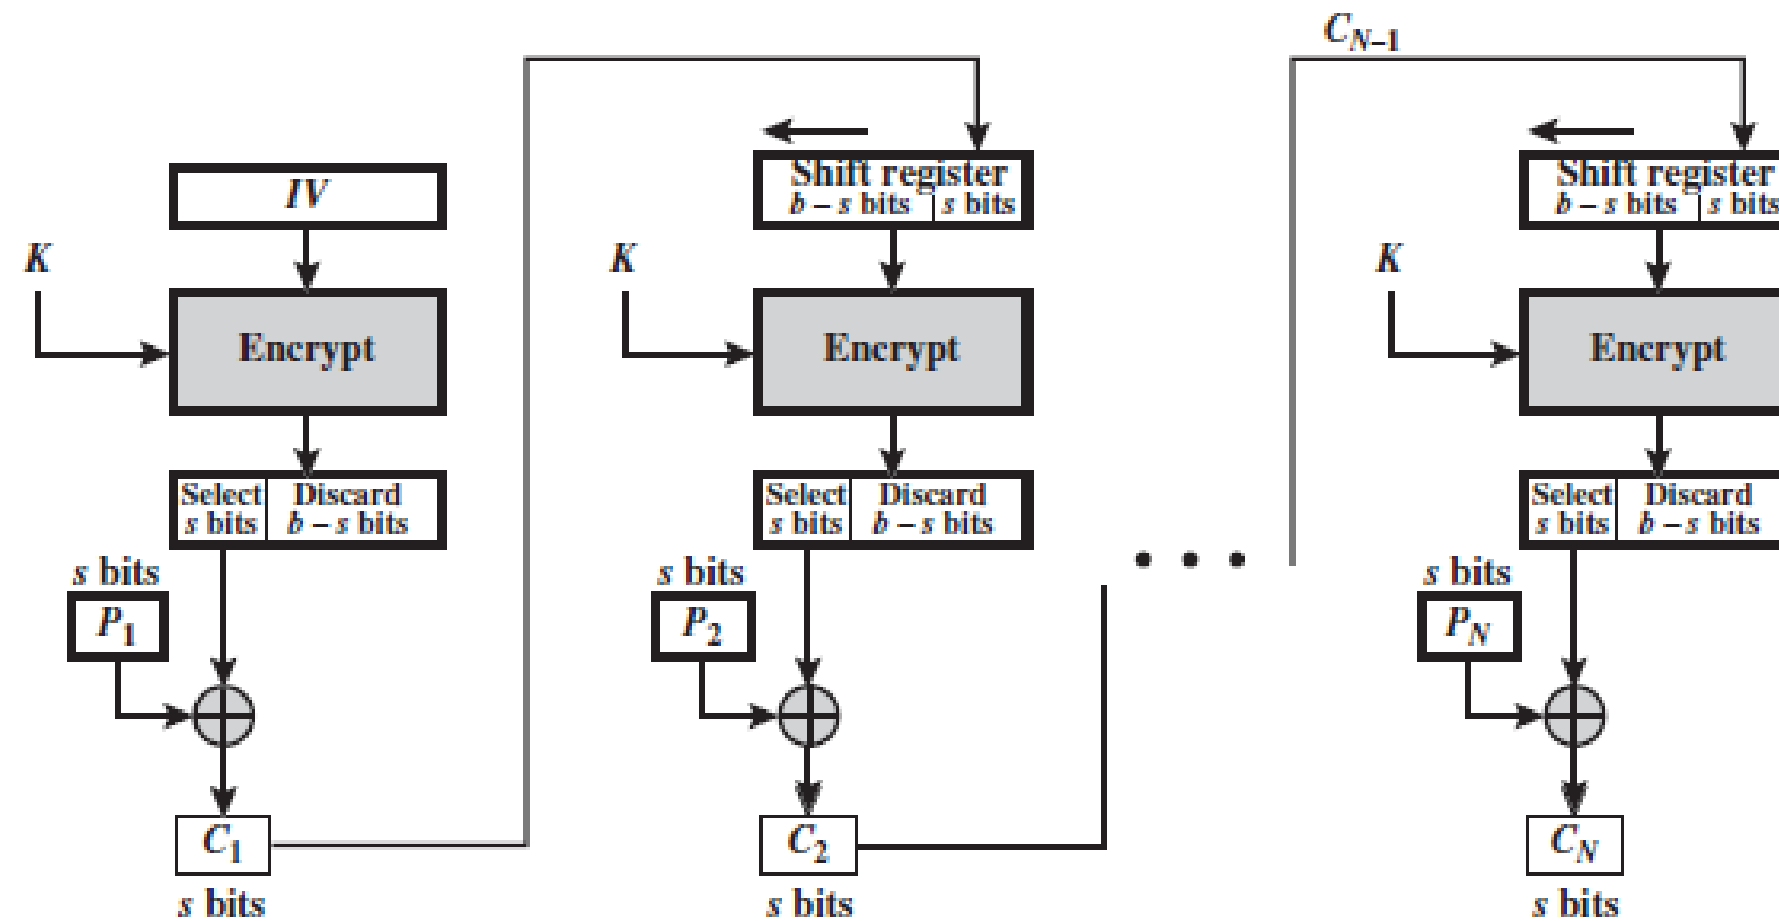 C_{N–1}
IV
Shift register
b – s bits | s bits
Shift register
b – s bits | s bits
K
K
K
Encrypt
Encrypt
Encrypt
Select
s bits
Discard
b – s bits
Select
s bits
Discard
b – s bits
Select
s bits
Discard
b – s bits
s bits
P_1
s bits
P_2
• • •
s bits
P_N
C_1
s bits
C_2
s bits
C_N
s bits